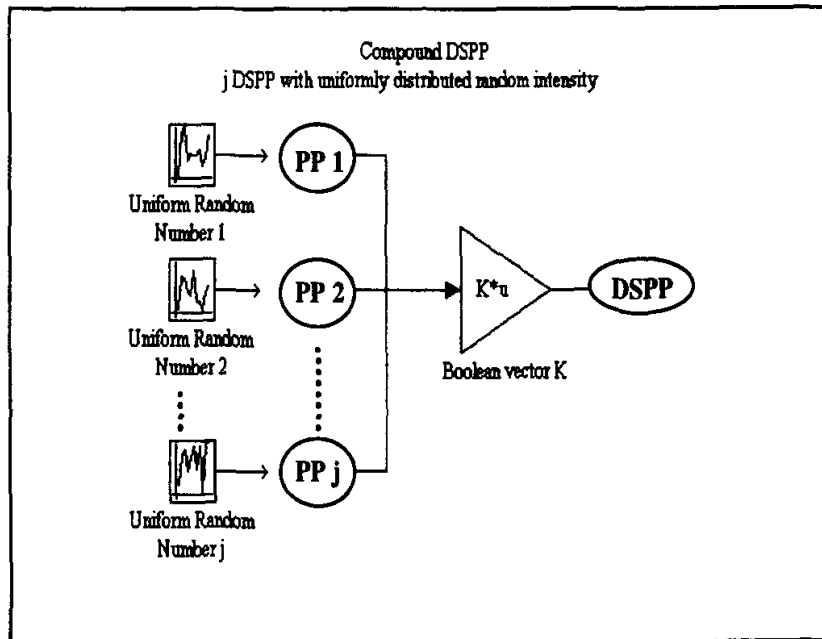 Compound DSPP
j DSPP with uniformly distributed random intensity
PP 1
Uniform Random
Number 1
PP 2
K*u
DSPP
Uniform Random
Number 2
Boolean vector K
PP j
Uniform Random
Number j